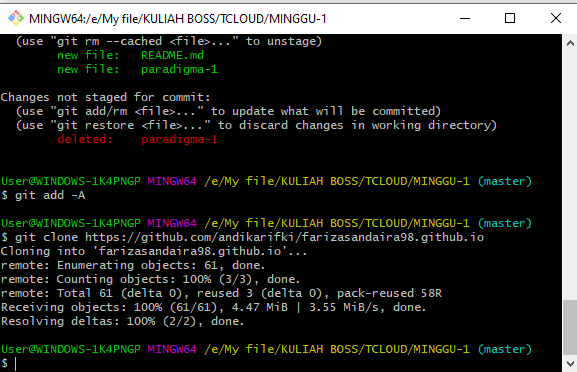 MINGW64:/e/My file/KULIAH BOSS/TCLOUD/MINGGU-1
(use "git rm --cached <file>..." to unstage)
new file:   README.md
new file:   paradigma-1
Changes not staged for commit:
(use "git add/rm <file>..." to update what will be committed)
(use "git restore <file>..." to discard changes in working directory)
deleted:    paradigma-1
User@WINDOWS-1K4PNGP MINGW64 /e/My file/KULIAH BOSS/TCLOUD/MINGGU-1 (master)
$ git add -A
User@WINDOWS-1K4PNGP MINGW64 /e/My file/KULIAH BOSS/TCLOUD/MINGGU-1 (master)
$ git clone https://github.com/andikarifki/farizasandaira98.github.io
Cloning into 'farizasandaira98.github.io'...
remote: Enumerating objects: 61, done.
remote: Counting objects: 100% (3/3), done.
remote: Total 61 (delta 0), reused 3 (delta 0), pack-reused 58R
Receiving objects: 100% (61/61), 4.47 MiB | 3.55 MiB/s, done.
Resolving deltas: 100% (2/2), done.
User@WINDOWS-1K4PNGP MINGW64 /e/My file/KULIAH BOSS/TCLOUD/MINGGU-1 (master)
$